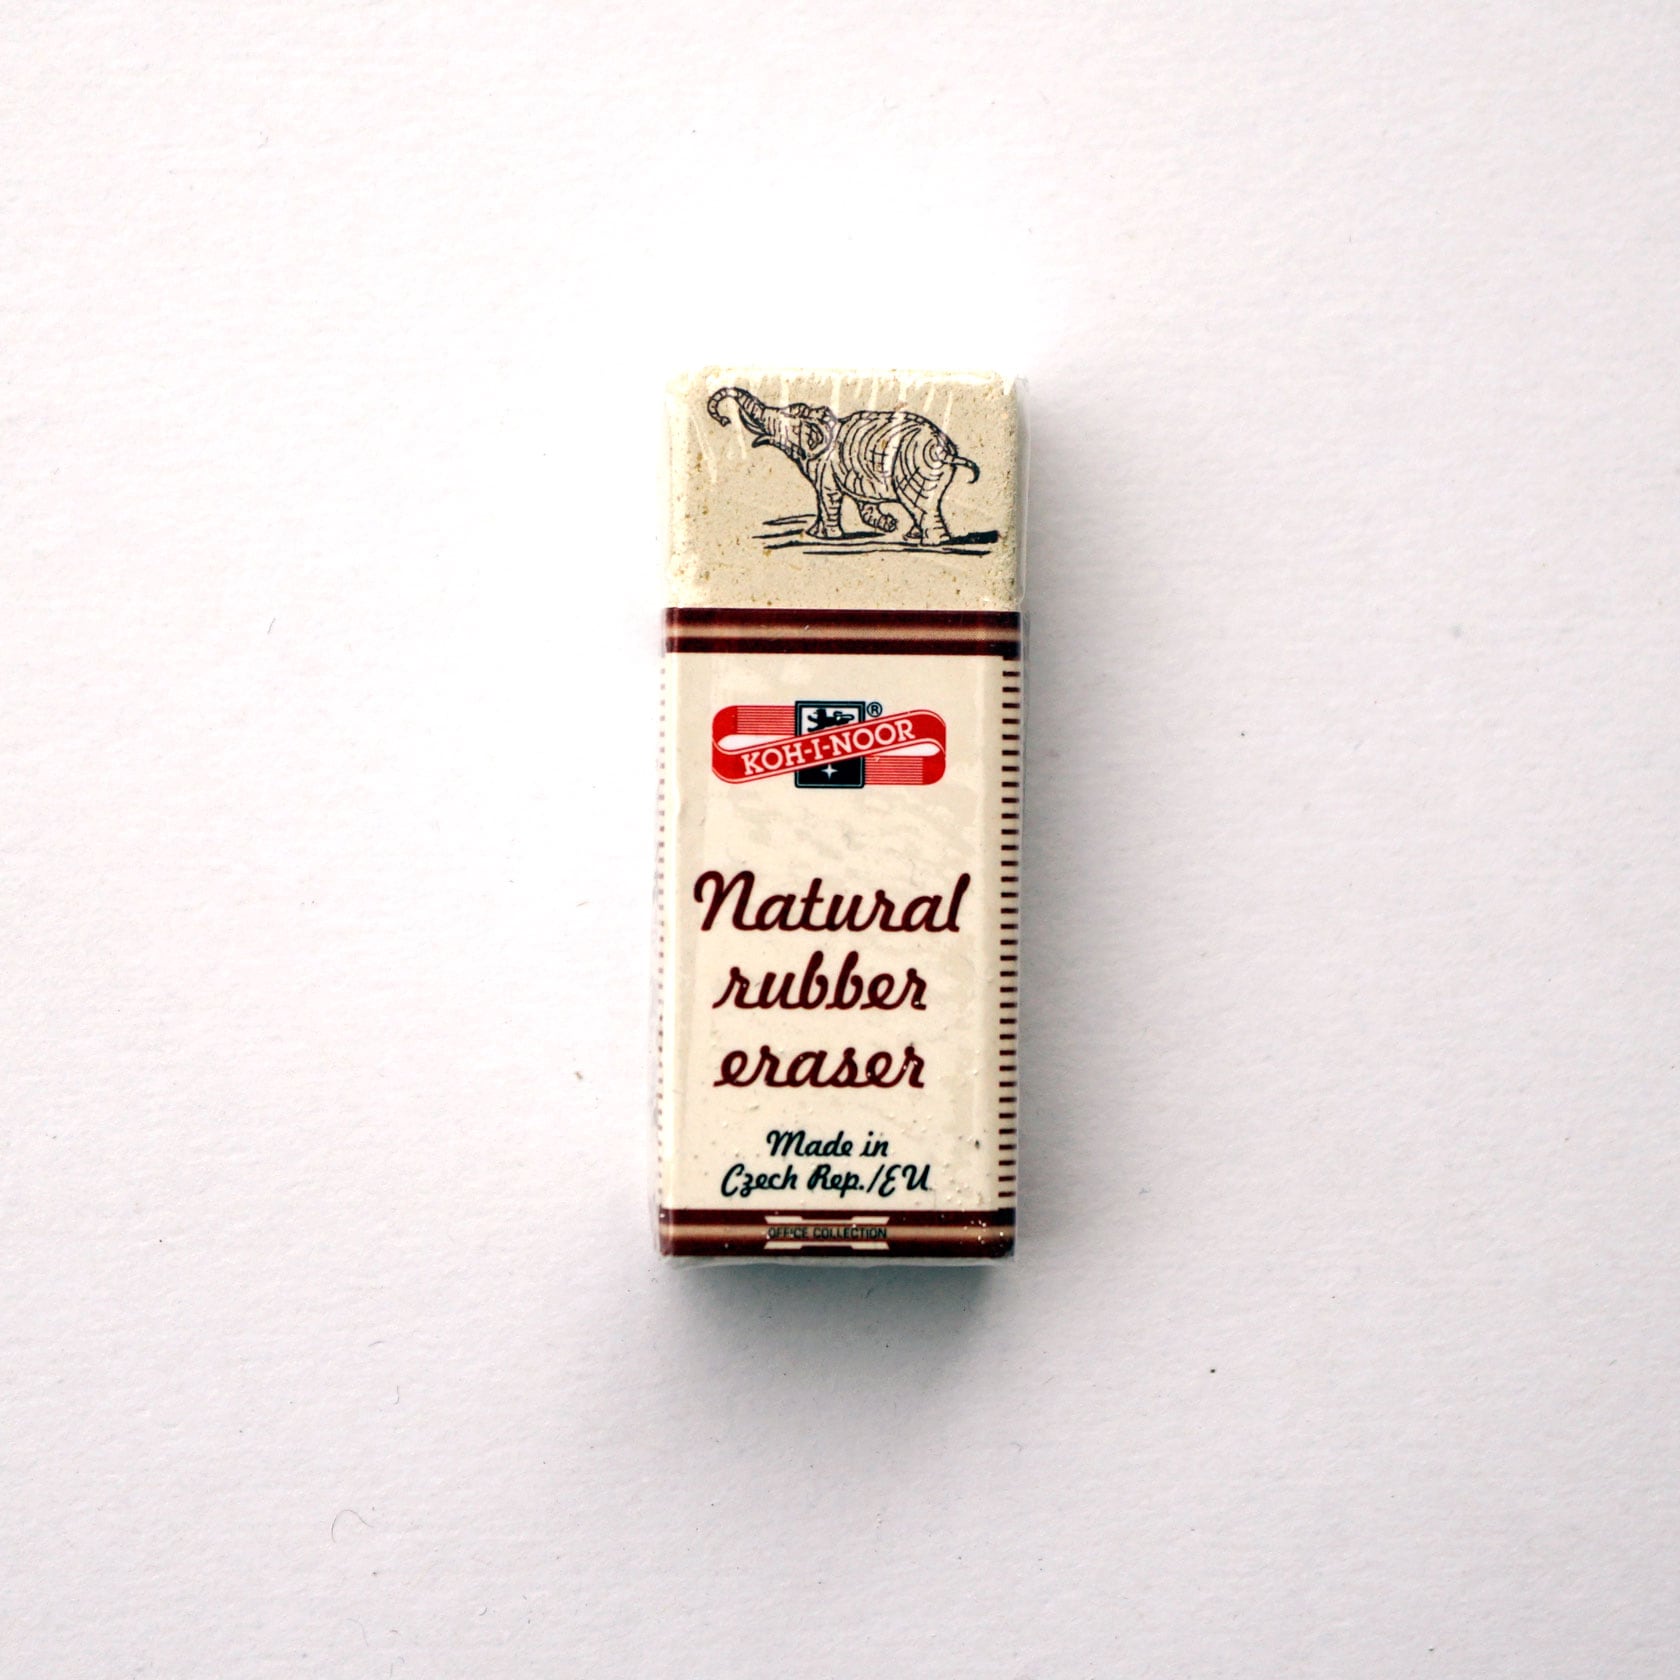 KOH-I-NOOR®
Natural
rubber
eraser
Made in
Czech Rep./EU
OFFICE COLLECTION